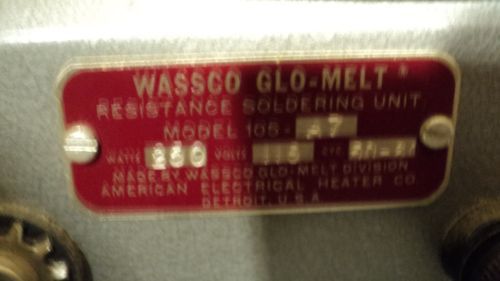 WASSCO GLO-MELT
RESISTANCE SOLDERING UNIT
MODEL 105-A7
WATTS 250 VOLTS 115 CYC.
MADE BY WASSCO GLO-MELT DIVISION
AMERICAN ELECTRICAL HEATER CO.
DETROIT, U.S.A.